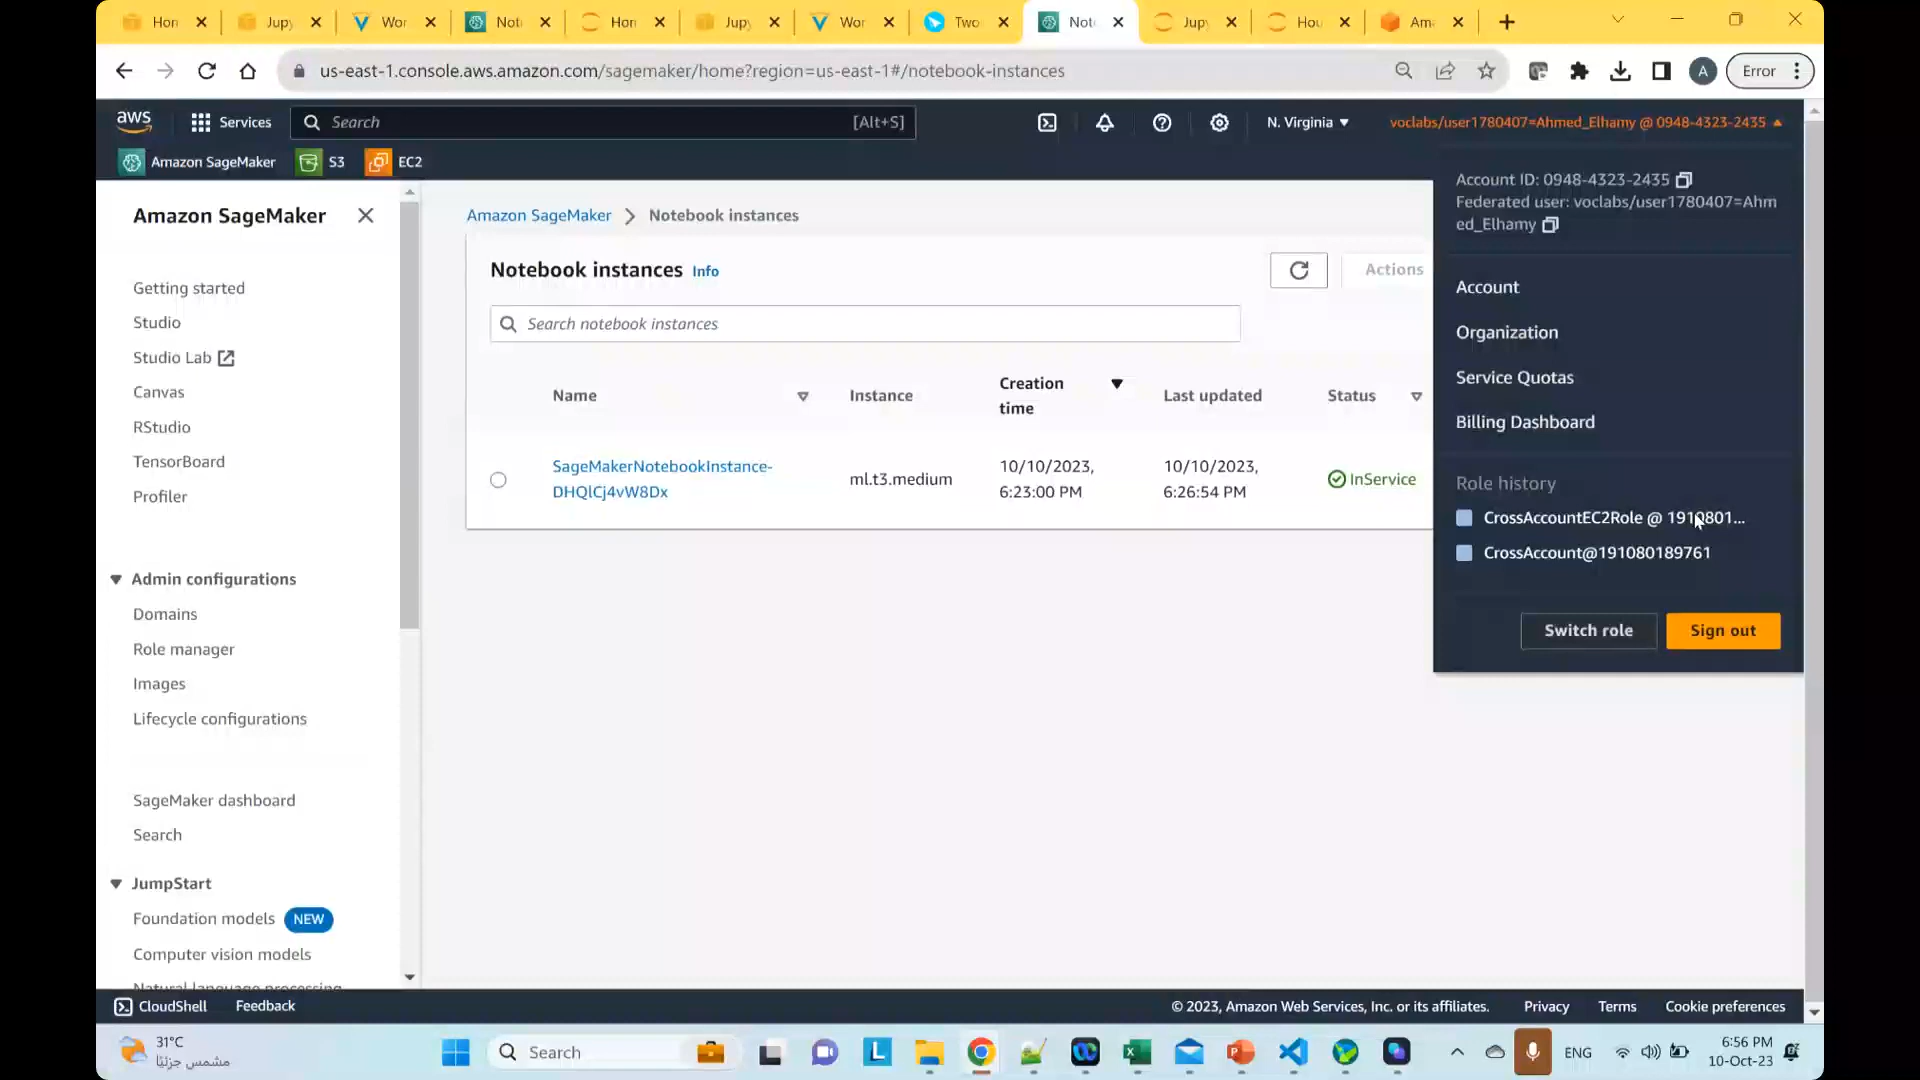 Hon
Jupy
Wor
Not
Hon
Jupy
Wor
Two
Not
Jupy
Hou
Am
us-east-1.console.aws.amazon.com/sagemaker/home?region=us-east-1#/notebook-instances
A
Error
aws
Services
Search
[Alt+S]
N. Virginia
voclabs/user1780407=Ahmed_Elhamy @ 0948-4323-2435
Amazon SageMaker
S3
EC2
Amazon SageMaker
Getting started
Studio
Studio Lab
Canvas
RStudio
TensorBoard
Profiler
Admin configurations
Domains
Role manager
Images
Lifecycle configurations
SageMaker dashboard
Search
JumpStart
Foundation models NEW
Computer vision models
Natural language processing
Amazon SageMaker > Notebook instances
Notebook instances Info
Actions
Search notebook instances
Name
Instance
Creation time
Last updated
Status
SageMakerNotebookInstance-
DHQlCj4vW8Dx
ml.t3.medium
10/10/2023,
6:23:00 PM
10/10/2023,
6:26:54 PM
InService
Account ID: 0948-4323-2435
Federated user: voclabs/user1780407=Ahm
ed_Elhamy
Account
Organization
Service Quotas
Billing Dashboard
Role history
CrossAccountEC2Role @ 1910801...
CrossAccount@191080189761
Switch role
Sign out
CloudShell
Feedback
© 2023, Amazon Web Services, Inc. or its affiliates.
Privacy
Terms
Cookie preferences
31°C
مشمس جزئيًا
Search
ENG
6:56 PM
10-Oct-23